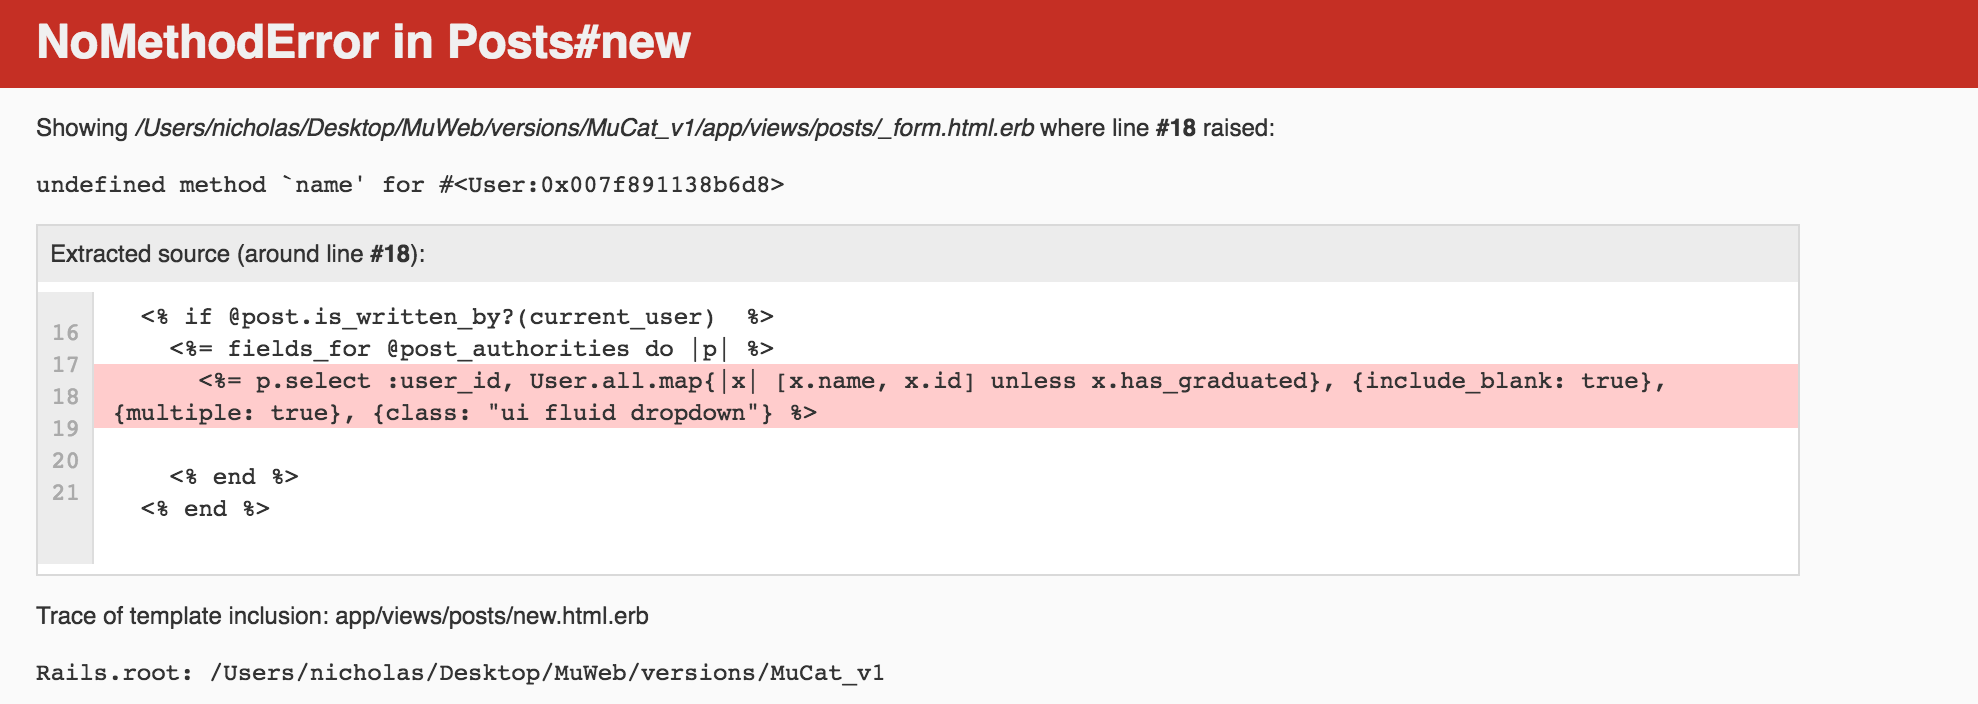 NoMethodError in Posts#new
Showing /Users/nicholas/Desktop/MuWeb/versions/MuCat_v1/app/views/posts/_form.html.erb where line #18 raised:
undefined method `name' for #<User:0x007f891138b6d8>
Extracted source (around line #18):
16 <% if @post.is_written_by?(current_user)  %>
17 <%= fields_for @post_authorities do |p| %>
18 <%= p.select :user_id, User.all.map{|x| [x.name, x.id] unless x.has_graduated}, {include_blank: true},
19 {multiple: true}, {class: "ui fluid dropdown"} %>
20
21 <% end %>
<% end %>
Trace of template inclusion: app/views/posts/new.html.erb
Rails.root: /Users/nicholas/Desktop/MuWeb/versions/MuCat_v1